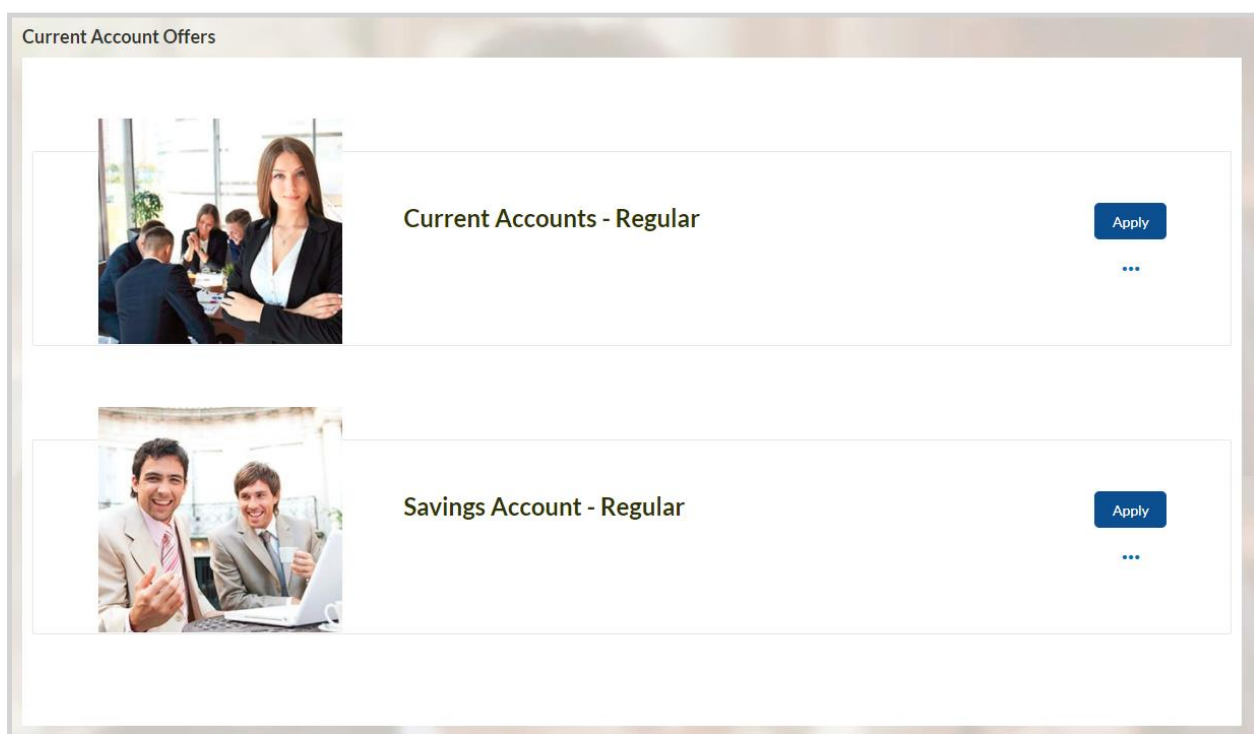 Current Account Offers
Current Accounts - Regular
Apply
...
Savings Account - Regular
Apply
...